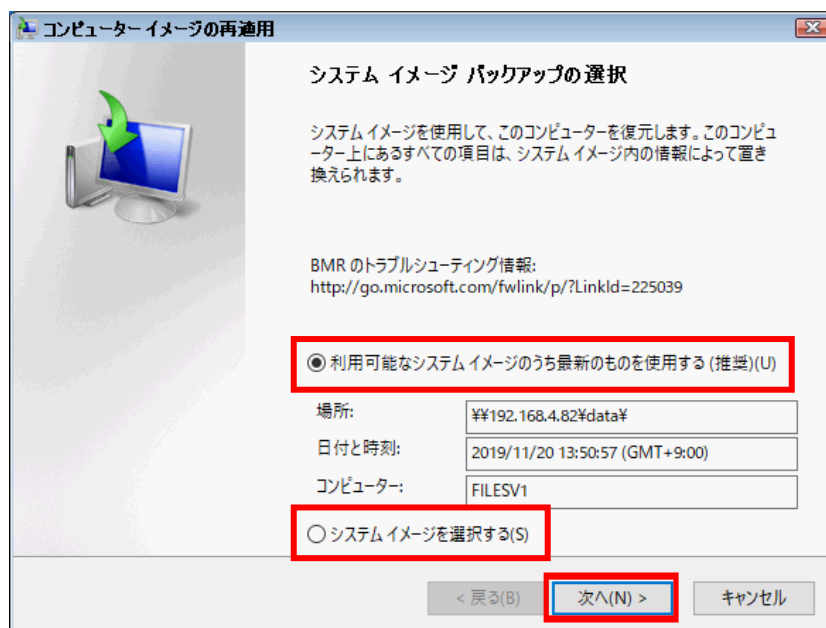 コンピューター イメージの再適用
システム イメージ バックアップの選択
システム イメージを使用して、このコンピューターを復元します。このコンピュ
ーター上にあるすべての項目は、システム イメージ内の情報によって置き
換えられます。
BMR のトラブルシューティング情報:
http://go.microsoft.com/fwlink/p/?LinkId=225039
利用可能なシステム イメージのうち最新のものを使用する (推奨)(U)
場所:
¥¥192.168.4.82¥data¥
日付と時刻:
2019/11/20 13:50:57 (GMT+9:00)
コンピューター:
FILESV1
システム イメージを選択する(S)
< 戻る(B)
次へ(N) >
キャンセル